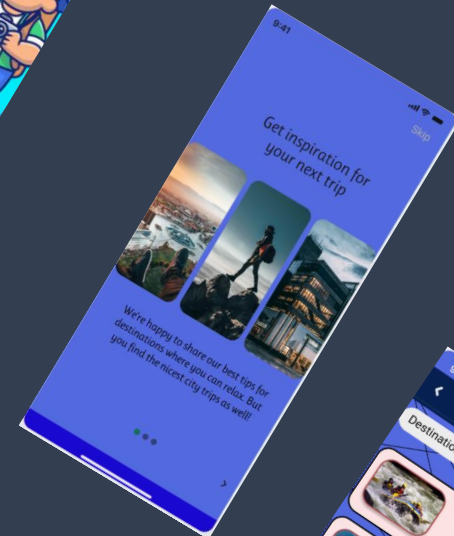 9:41
Skip
Get inspiration for
your next trip
We're happy to share our best tips for
destinations where you can relax. But
you find the nicest city trips as well!